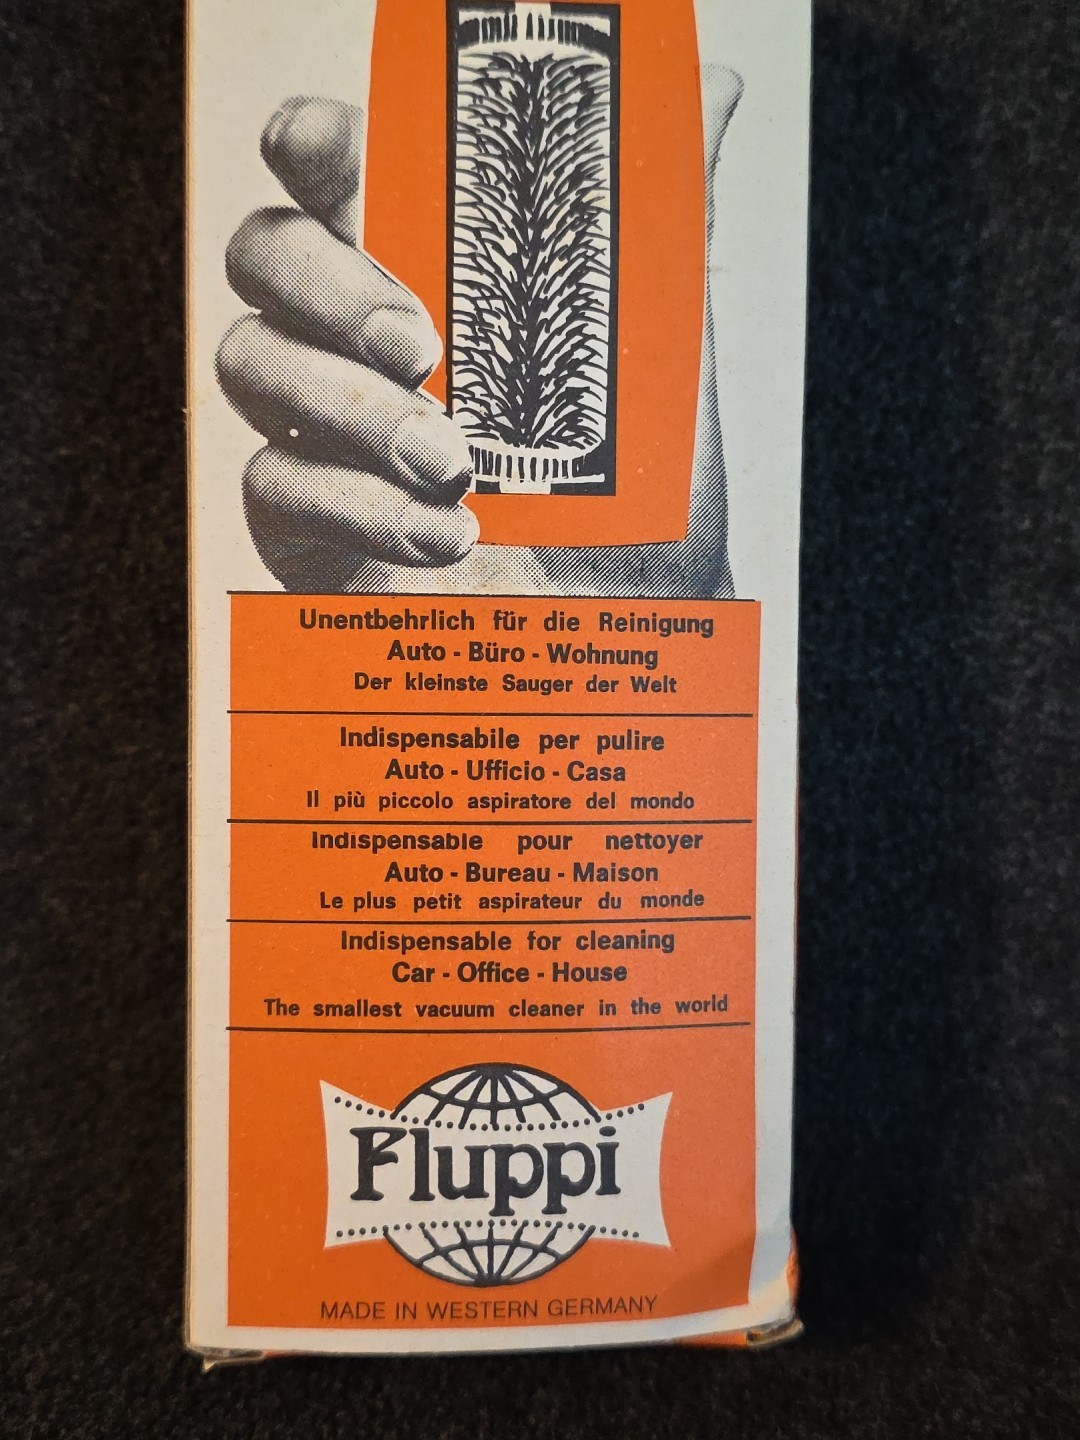 Unentbehrlich für die Reinigung
Auto - Büro - Wohnung
Der kleinste Sauger der Welt
Indispensabile per pulire
Auto - Ufficio - Casa
Il più piccolo aspiratore del mondo
Indispensable pour nettoyer
Auto - Bureau - Maison
Le plus petit aspirateur du monde
Indispensable for cleaning
Car - Office - House
The smallest vacuum cleaner in the world
Fluppi
MADE IN WESTERN GERMANY